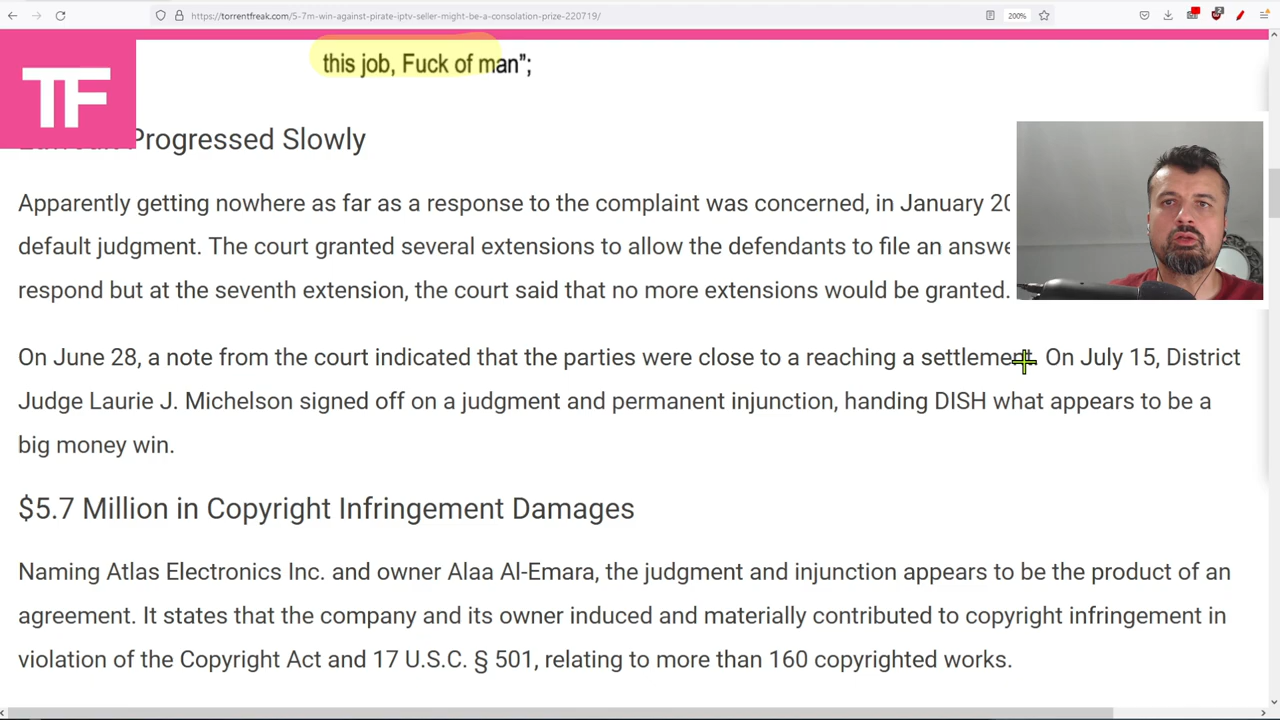 https://torrentfreak.com/5-7m-win-against-pirate-iptv-seller-might-be-a-consolation-prize-220719/
200%
2
this job, Fuck of man”;
TF
Progressed Slowly
Apparently getting nowhere as far as a response to the complaint was concerned, in January
default judgment. The court granted several extensions to allow the defendants to file an
respond but at the seventh extension, the court said that no more extensions would be granted.
On June 28, a note from the court indicated that the parties were close to a reaching a settlement. On July 15, District
Judge Laurie J. Michelson signed off on a judgment and permanent injunction, handing DISH what appears to be a
big money win.
$5.7 Million in Copyright Infringement Damages
Naming Atlas Electronics Inc. and owner Alaa Al-Emara, the judgment and injunction appears to be the product of an
agreement. It states that the company and its owner induced and materially contributed to copyright infringement in
violation of the Copyright Act and 17 U.S.C. § 501, relating to more than 160 copyrighted works.